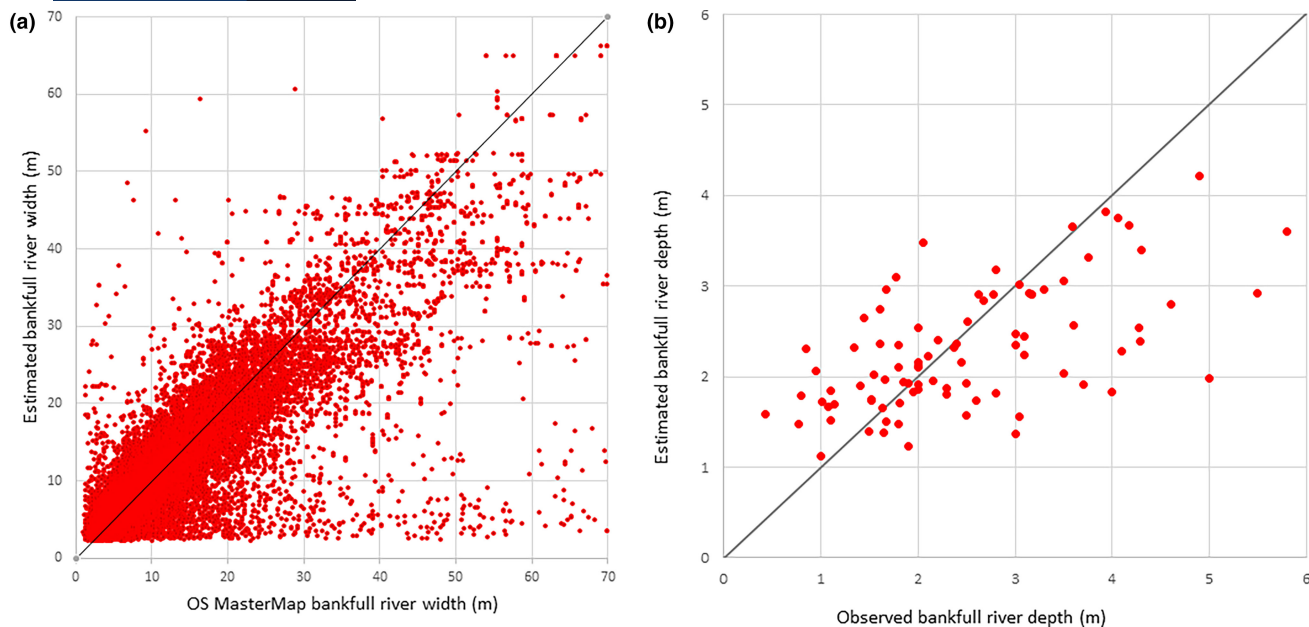 (a)
70
60
50
40
30
20
10
0
Estimated bankfull river width (m)
0 10 20 30 40 50 60 70
OS MasterMap bankfull river width (m)
(b)
6
5
4
3
2
1
0
Estimated bankfull river depth (m)
0 1 2 3 4 5 6
Observed bankfull river depth (m)